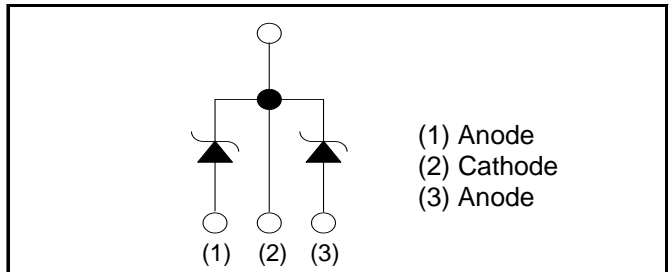 (1) Anode
(2) Cathode
(3) Anode
(1) (2) (3)